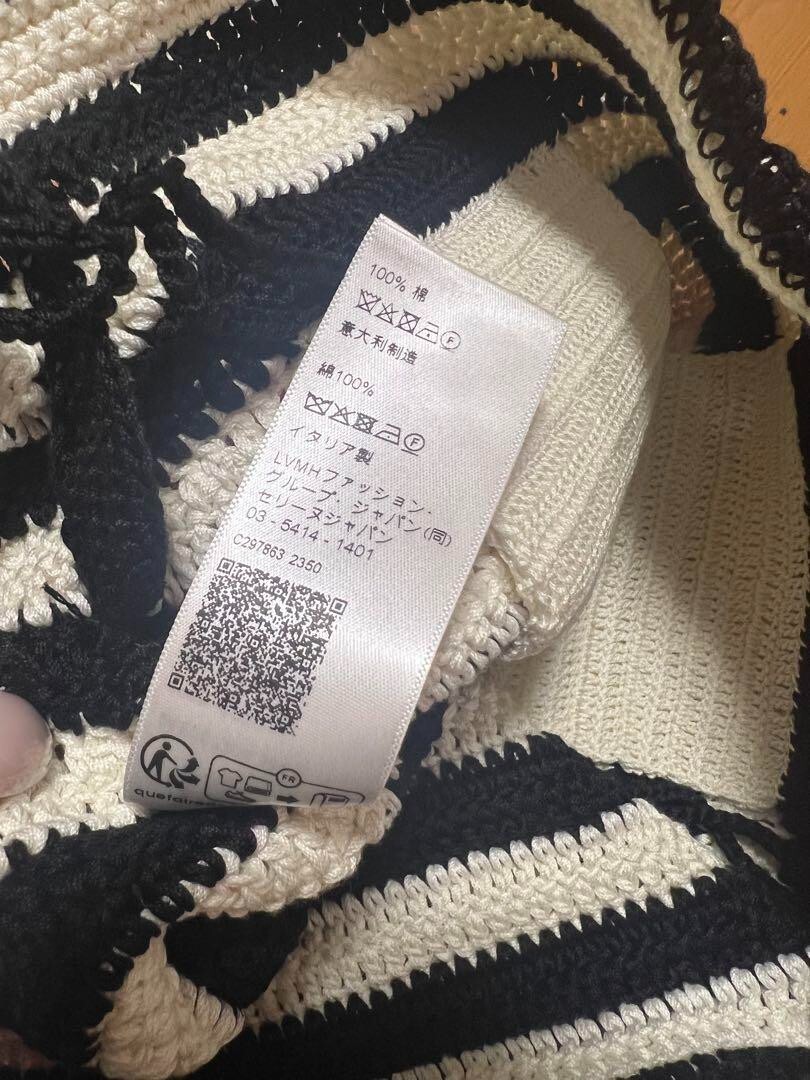 100% 棉
F
意大利制造
綿100%
F
イタリア製
LVMHファッション・
グループ・ジャパン(同)
セリーヌジャパン
03 - 5414 - 1401
C297863 2350
FR